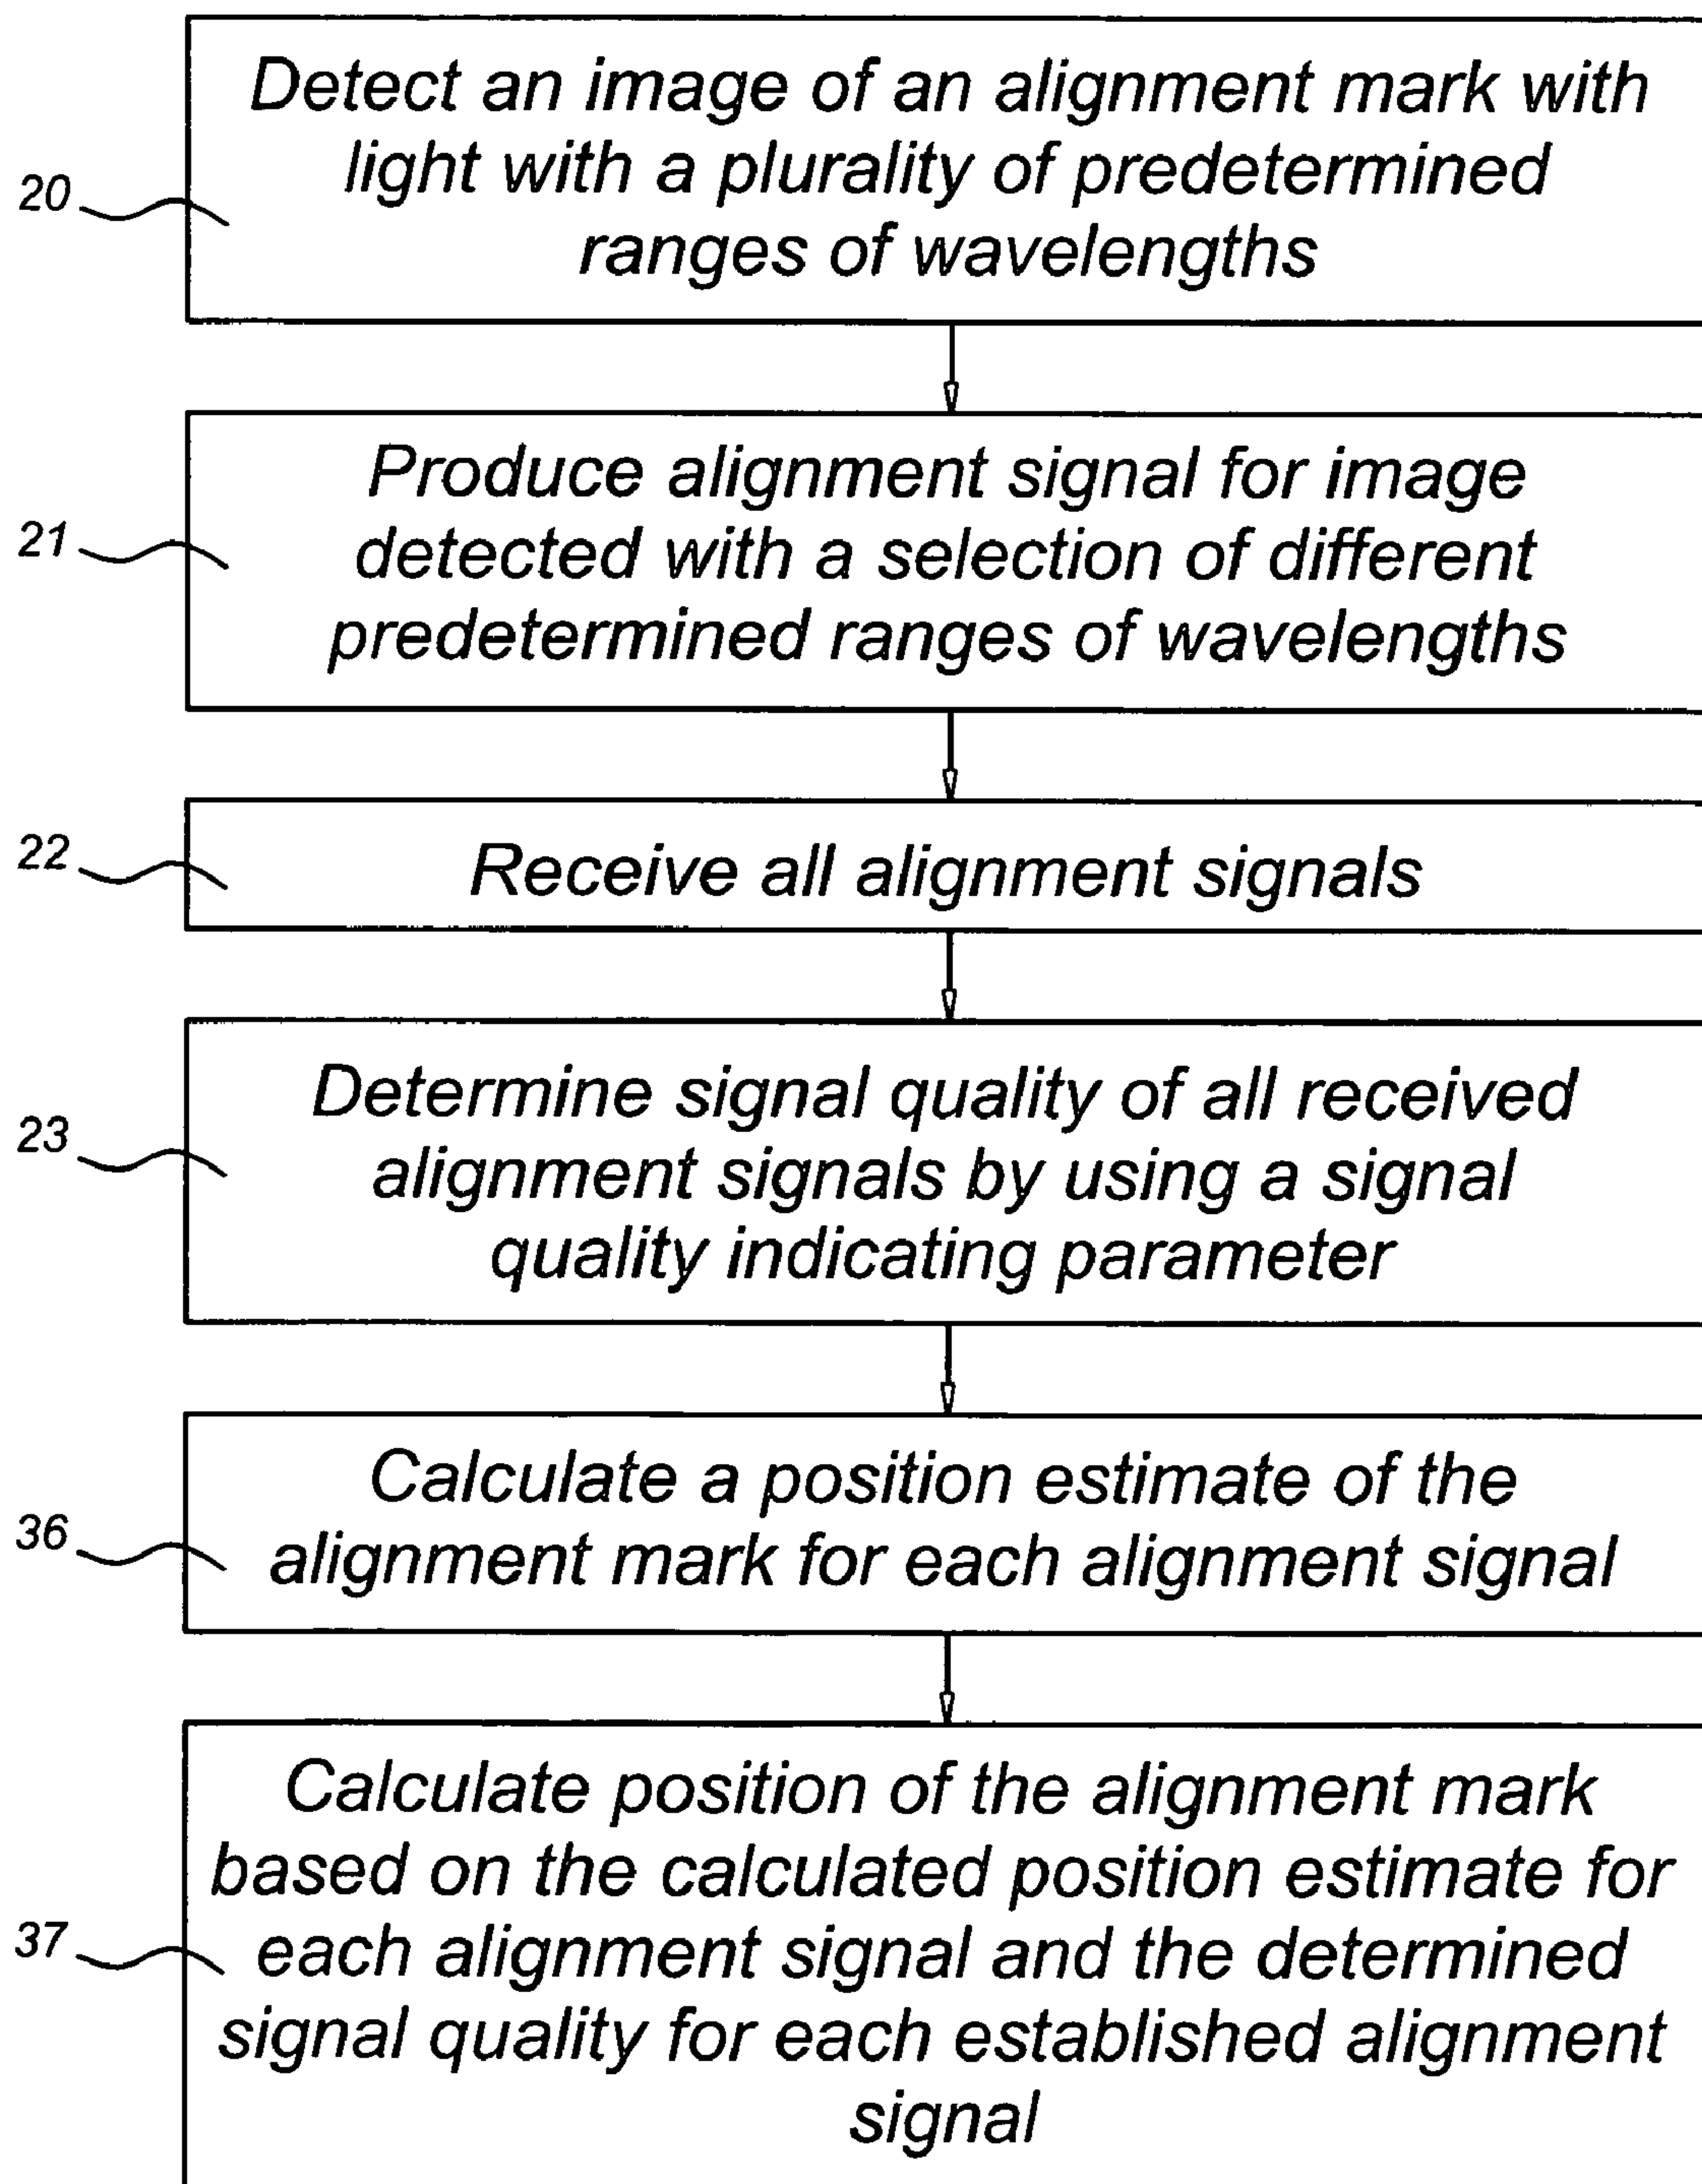 Detect an image of an alignment mark with
light with a plurality of predetermined
ranges of wavelengths
20
Produce alignment signal for image
detected with a selection of different
predetermined ranges of wavelengths
21
Receive all alignment signals
22
Determine signal quality of all received
alignment signals by using a signal
quality indicating parameter
23
Calculate a position estimate of the
alignment mark for each alignment signal
36
Calculate position of the alignment mark
based on the calculated position estimate for
each alignment signal and the determined
signal quality for each established alignment
signal
37